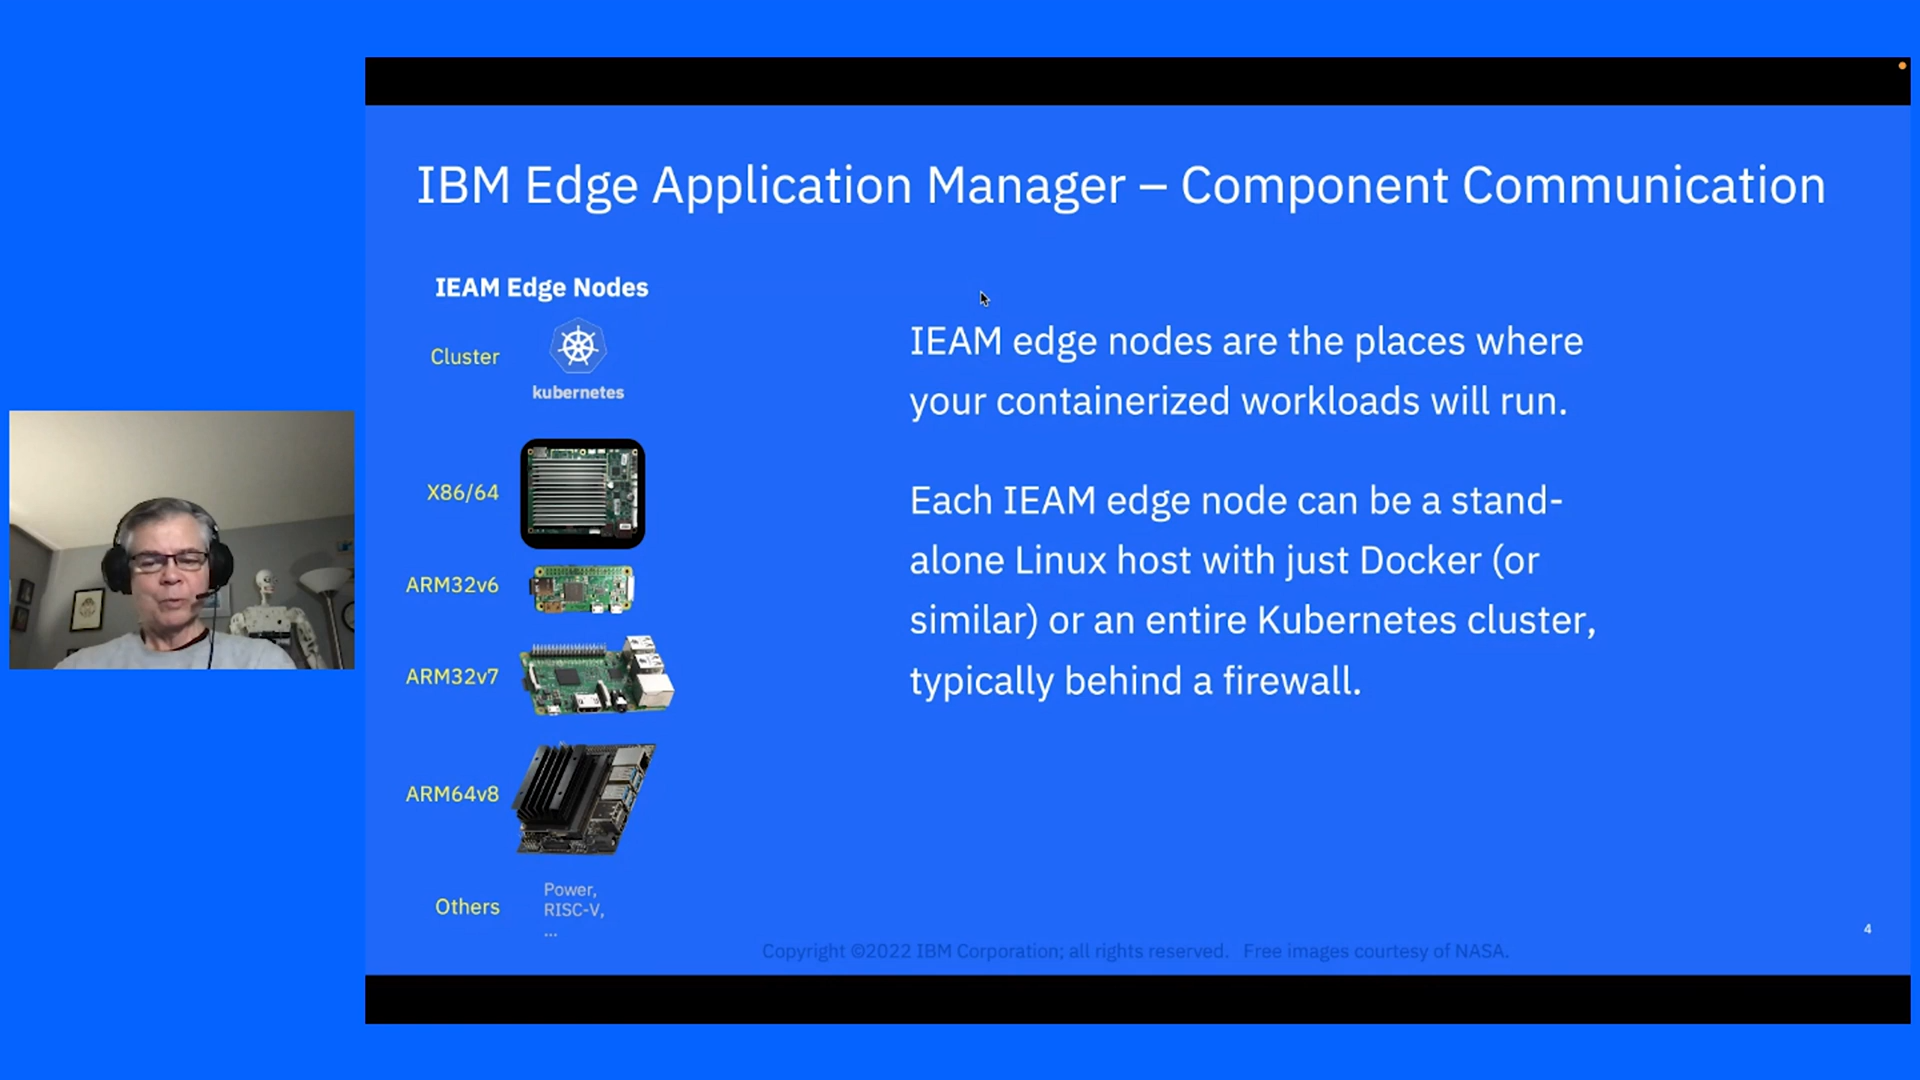 IBM Edge Application Manager – Component Communication
IEAM Edge Nodes
Cluster
kubernetes
X86/64
ARM32v6
ARM32v7
ARM64v8
Others
Power,
RISC-V,
...
IEAM edge nodes are the places where
your containerized workloads will run.
Each IEAM edge node can be a stand-
alone Linux host with just Docker (or
similar) or an entire Kubernetes cluster,
typically behind a firewall.
4
Copyright ©2022 IBM Corporation; all rights reserved. Free images courtesy of NASA.